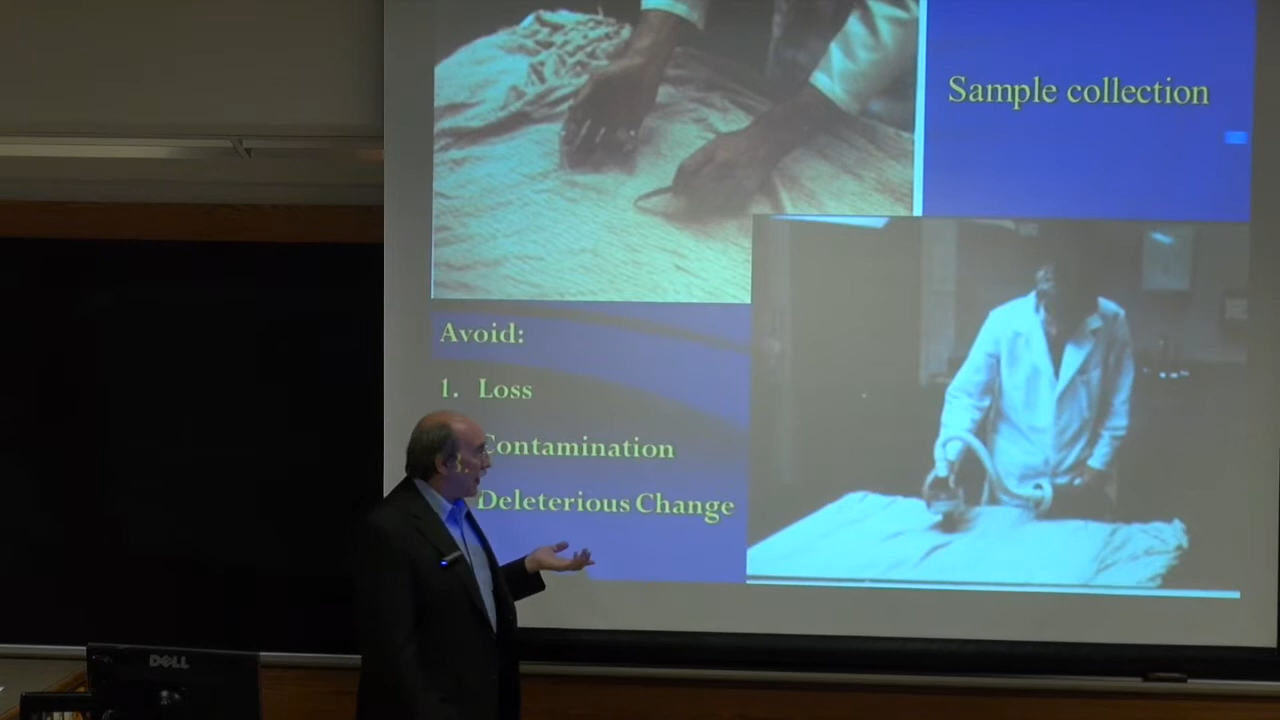 Sample collection
Avoid:
1. Loss
Contamination
Deleterious Change
DELL